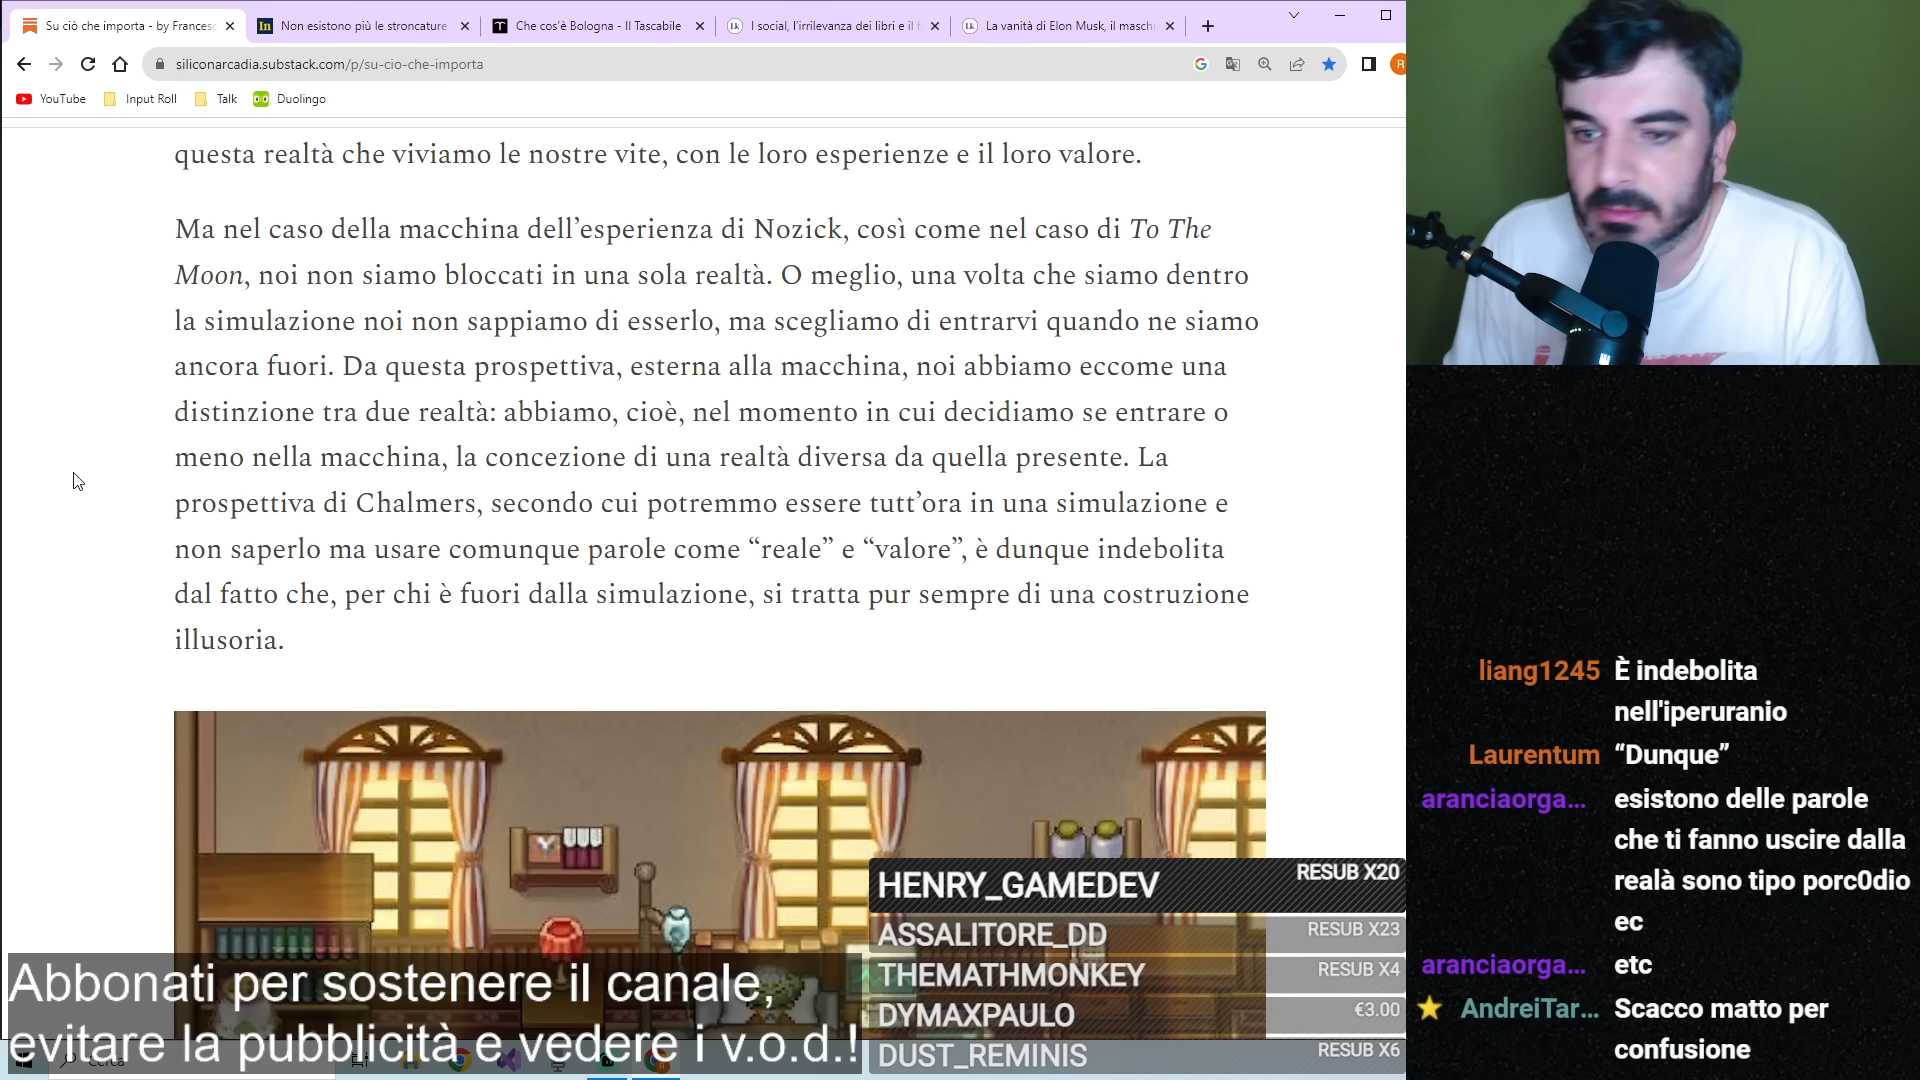 Su ciò che importa - by Francesc
Non esistono più le stroncature
Che cos'è Bologna - Il Tascabile
I social, l'irrilevanza dei libri e il f
La vanità di Elon Musk, il maschi
siliconarcadia.substack.com/p/su-cio-che-importa
YouTube
Input Roll
Talk
Duolingo
questa realtà che viviamo le nostre vite, con le loro esperienze e il loro valore.
Ma nel caso della macchina dell’esperienza di Nozick, così come nel caso di To The
Moon, noi non siamo bloccati in una sola realtà. O meglio, una volta che siamo dentro
la simulazione noi non sappiamo di esserlo, ma scegliamo di entrarvi quando ne siamo
ancora fuori. Da questa prospettiva, esterna alla macchina, noi abbiamo eccome una
distinzione tra due realtà: abbiamo, cioè, nel momento in cui decidiamo se entrare o
meno nella macchina, la concezione di una realtà diversa da quella presente. La
prospettiva di Chalmers, secondo cui potremmo essere tutt’ora in una simulazione e
non saperlo ma usare comunque parole come “reale” e “valore”, è dunque indebolita
dal fatto che, per chi è fuori dalla simulazione, si tratta pur sempre di una costruzione
illusoria.
Abbonati per sostenere il canale,
evitare la pubblicità e vedere i v.o.d.!
Cerca
HENRY_GAMEDEV RESUB X20
ASSALITORE_DD RESUB X23
THEMATHMONKEY RESUB X4
DYMAXPAULO €3.00
DUST_REMINIS RESUB X6
liang1245 È indebolita
nell'iperuranio
Laurentum “Dunque”
aranciaorga... esistono delle parole
che ti fanno uscire dalla
realà sono tipo porc0dio
ec
aranciaorga... etc
AndreiTar... Scacco matto per
confusione